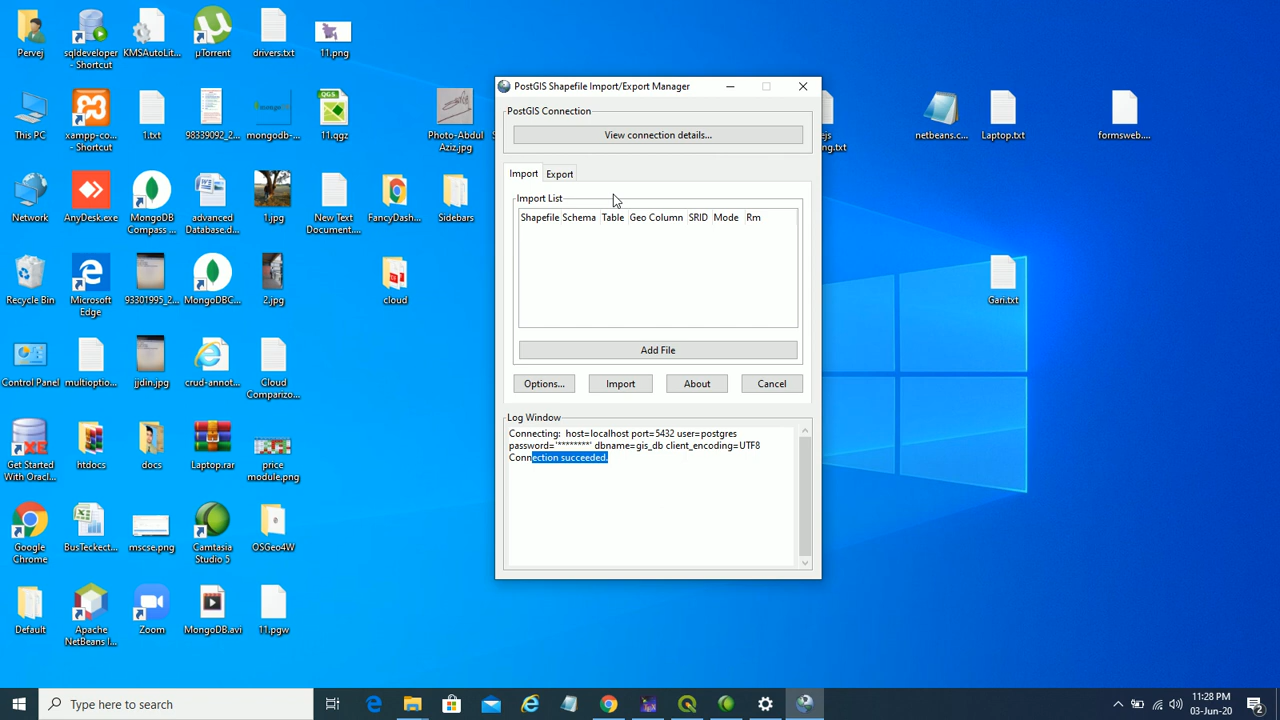 Pervej
sqldeveloper
- Shortcut
KMSAutoLit...
µTorrent
drivers.txt
11.png
This PC
xampp-co...
- Shortcut
1.txt
98339092_2...
mongodb-...
11.qgz
Photo-Abdul
Aziz.jpg
netbeans.c...
Laptop.txt
formsweb....
Network
AnyDesk.exe
MongoDB
Compass ...
advanced
Database.d...
1.jpg
New Text
Document....
FancyDash...
Sidebars
Recycle Bin
Microsoft
Edge
93301995_2...
MongoDBC...
2.jpg
cloud
Gari.txt
Control Panel
multioptio...
jjdin.jpg
crud-annot...
Cloud
Comparizo...
Get Started
With Oracl...
htdocs
docs
Laptop.rar
price
module.png
Google
Chrome
BusTeckect...
mscse.png
Camtasia
Studio 5
OSGeo4W
Default
Apache
NetBeans I...
Zoom
MongoDB.avi
11.pgw
PostGIS Shapefile Import/Export Manager
PostGIS Connection
View connection details...
Import Export
Import List
Shapefile Schema Table Geo Column SRID Mode Rm
Add File
Options... Import About Cancel
Log Window
Connecting: host=localhost port=5432 user=postgres
password='********' dbname=gis_db client_encoding=UTF8
Connection succeeded.
Type here to search
11:28 PM
03-Jun-20
2